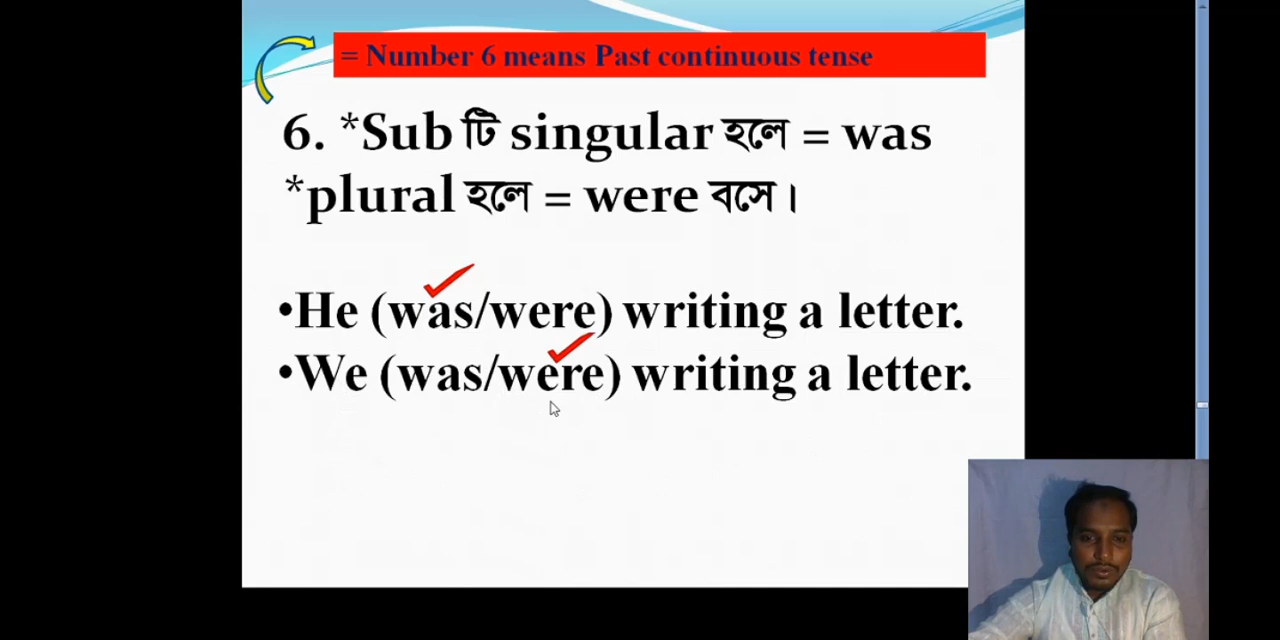 = Number 6 means Past continuous tense
6. *Sub টি singular হলে = was
*plural হলে = were বসে।
•He (was/were) writing a letter.
•We (was/were) writing a letter.